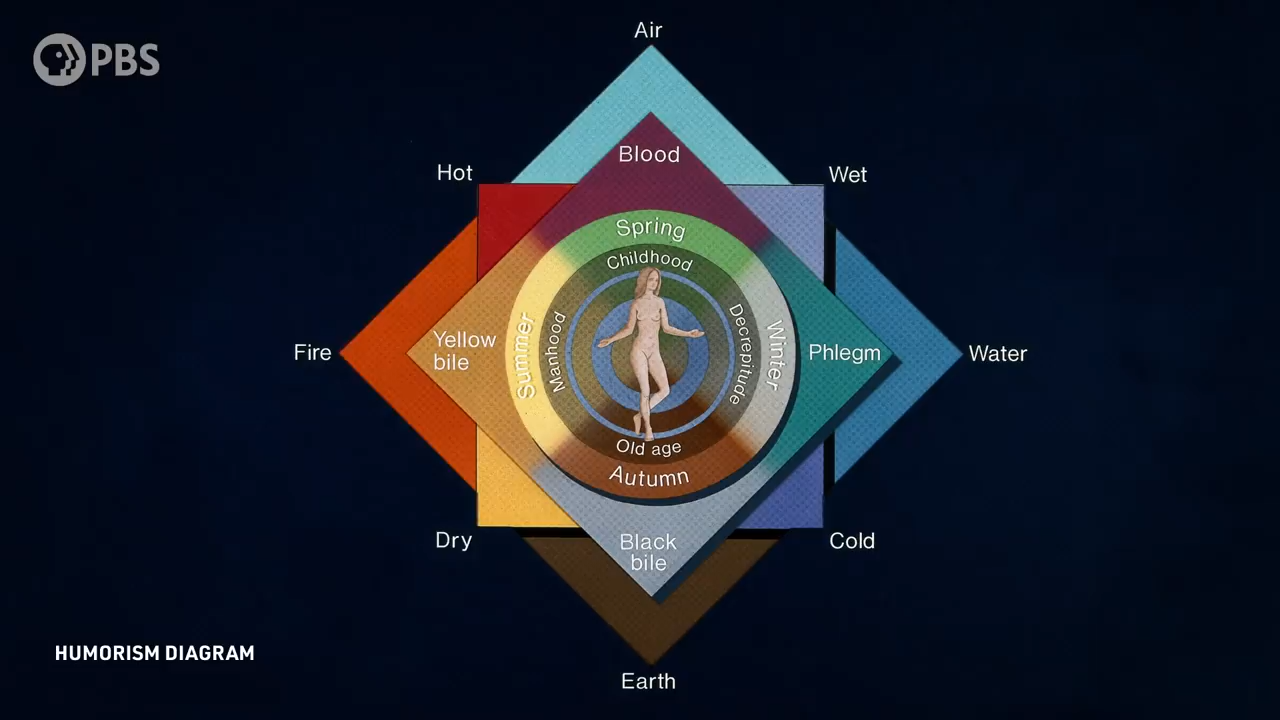 PBS
Air
Hot
Blood
Wet
Spring
Childhood
Fire
Yellow
bile
Summer
Manhood
Decrepitude
Winter
Phlegm
Water
Old age
Autumn
Dry
Black
bile
Cold
HUMORISM DIAGRAM
Earth